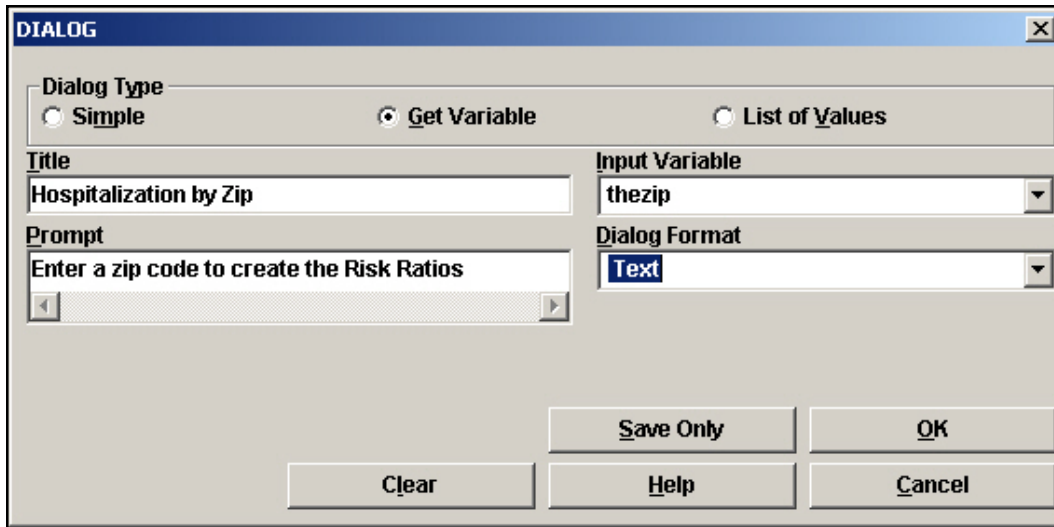 DIALOG
Dialog Type
Simple
Get Variable
List of Values
Title
Input Variable
Hospitalization by Zip
thezip
Prompt
Dialog Format
Enter a zip code to create the Risk Ratios
Text
Save Only
OK
Clear
Help
Cancel